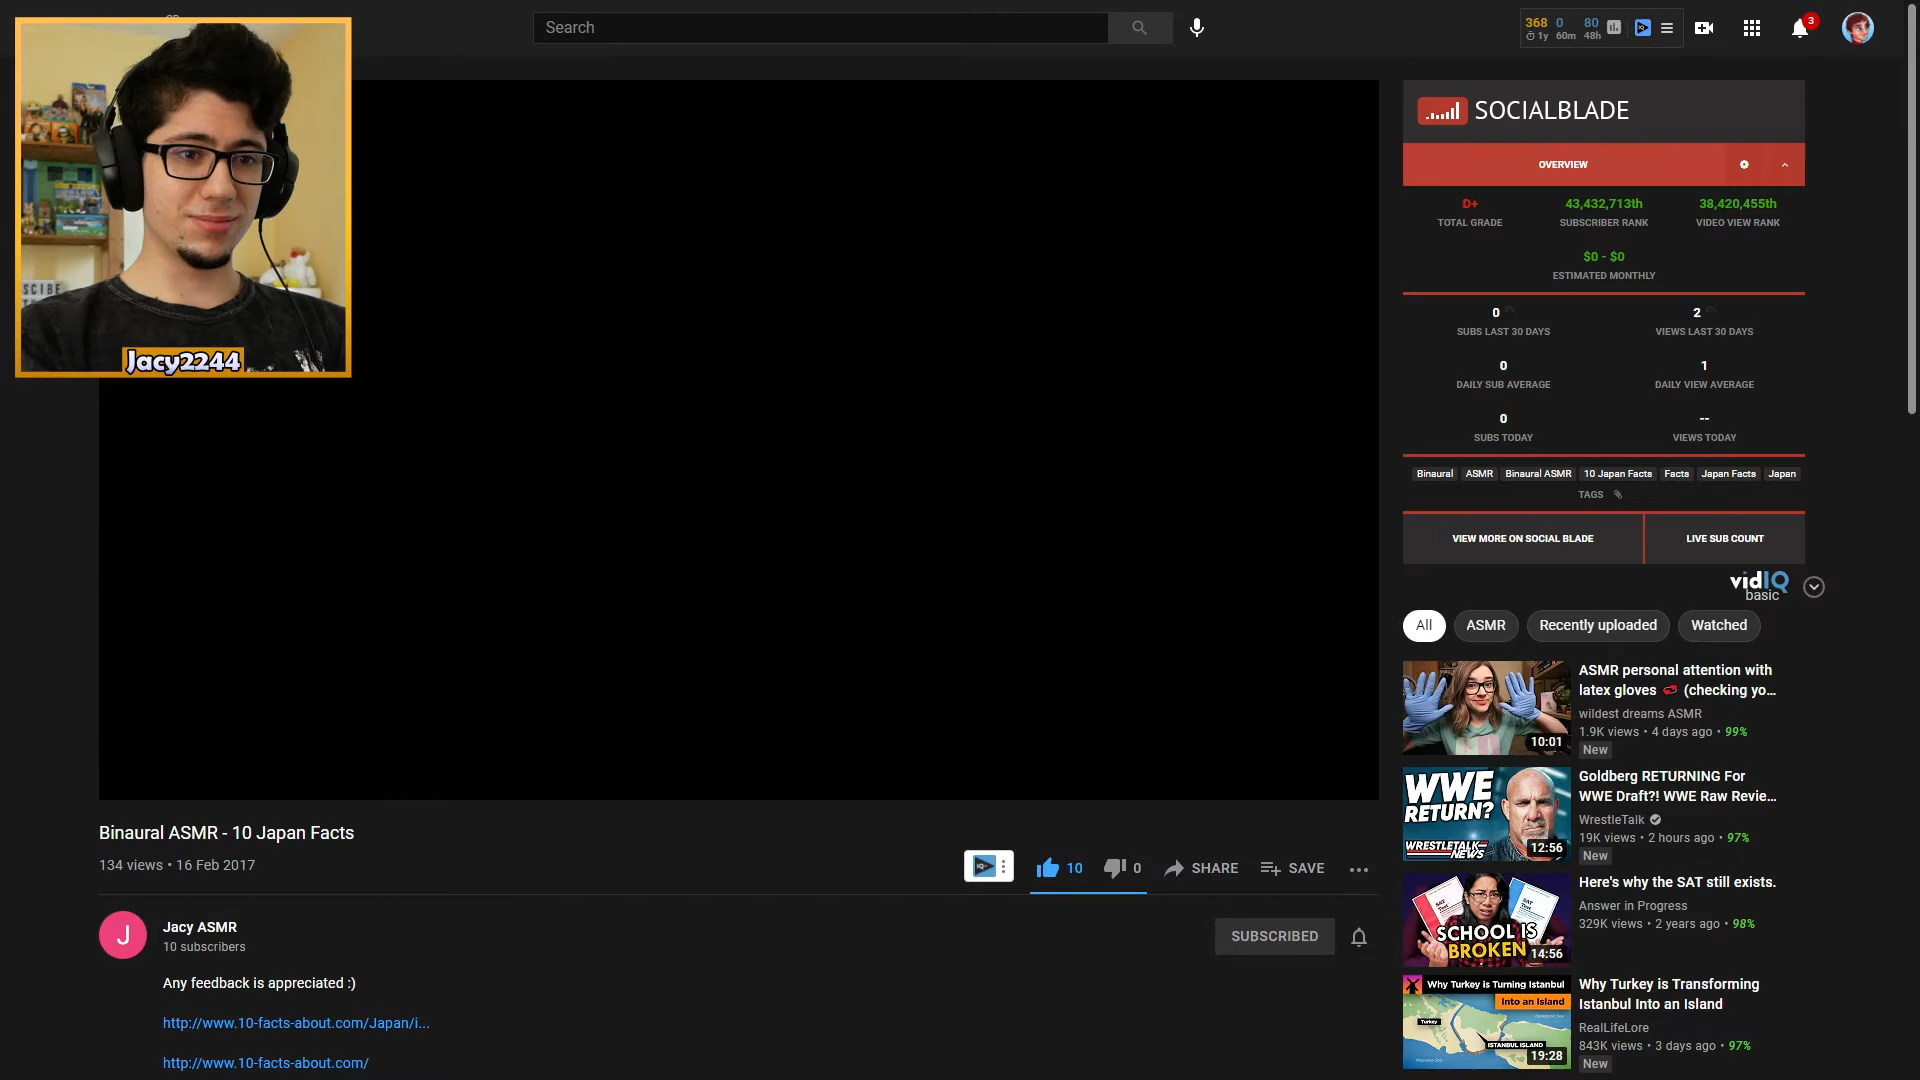 Search
368
0
80
1y
60m
48h
3
SCIBE
Jacy2244
SOCIALBLADE
OVERVIEW
D+
TOTAL GRADE
43,432,713th
SUBSCRIBER RANK
38,420,455th
VIDEO VIEW RANK
$0 - $0
ESTIMATED MONTHLY
0
SUBS LAST 30 DAYS
2
VIEWS LAST 30 DAYS
0
DAILY SUB AVERAGE
1
DAILY VIEW AVERAGE
0
SUBS TODAY
--
VIEWS TODAY
Binaural ASMR Binaural ASMR 10 Japan Facts Facts Japan Facts Japan
TAGS
VIEW MORE ON SOCIAL BLADE
LIVE SUB COUNT
vidIQ
basic
All
ASMR
Recently uploaded
Watched
10:01
ASMR personal attention with
latex gloves (checking yo...
wildest dreams ASMR
1.9K views • 4 days ago • 99%
New
WWE
RETURN?
WRESTLETALK
NEWS
12:56
Goldberg RETURNING For
WWE Draft?! WWE Raw Revie...
WrestleTalk
19K views • 2 hours ago • 97%
New
SAT
SAT
SCHOOL IS
BROKEN
14:56
Here's why the SAT still exists.
Answer in Progress
329K views • 2 years ago • 98%
Why Turkey is Turning Istanbul
Into an Island
Turkey
ISTANBUL ISLAND
19:28
Why Turkey is Transforming
Istanbul Into an Island
RealLifeLore
843K views • 3 days ago • 97%
New
Binaural ASMR - 10 Japan Facts
134 views • 16 Feb 2017
10
0
SHARE
SAVE
J
Jacy ASMR
10 subscribers
SUBSCRIBED
Any feedback is appreciated :)
http://www.10-facts-about.com/Japan/i...
http://www.10-facts-about.com/